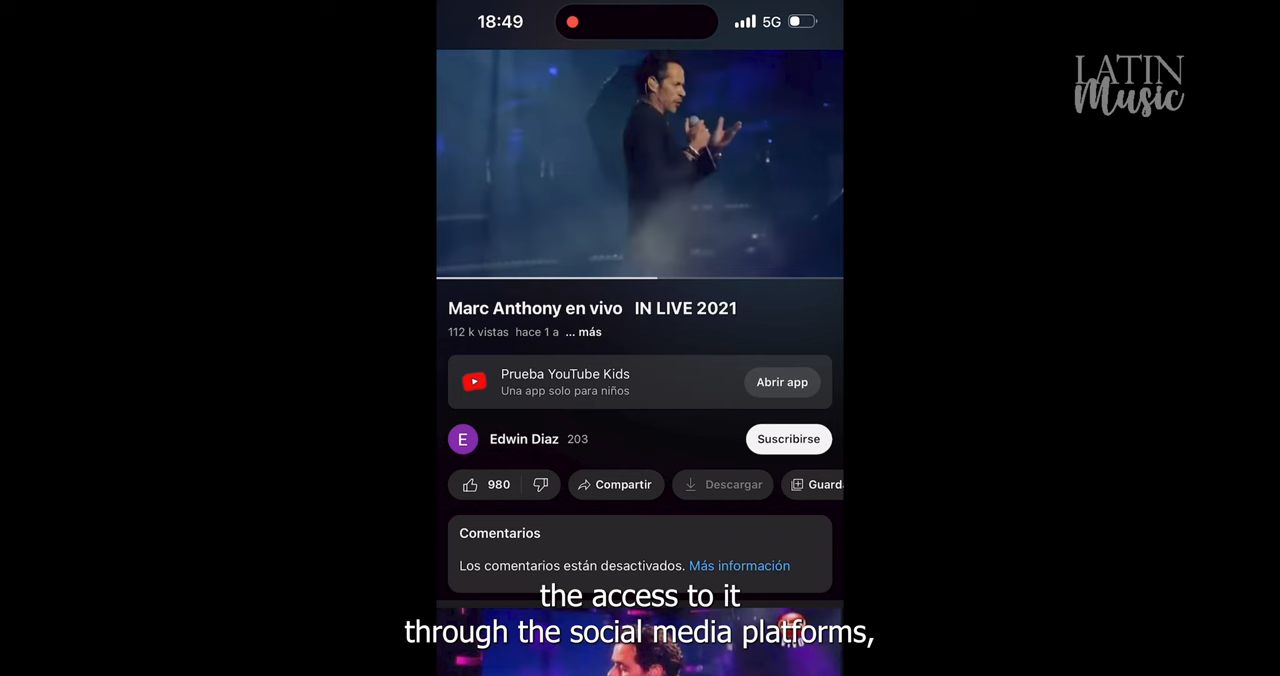 18:49
5G
LATIN
Music
Marc Anthony en vivo IN LIVE 2021
112 k vistas hace 1 a ... más
Prueba YouTube Kids
Una app solo para niños
Abrir app
E
Edwin Diaz 203
Suscribirse
980
Compartir
Descargar
Guard
Comentarios
Los comentarios están desactivados. Más información
the access to it
through the social media platforms,